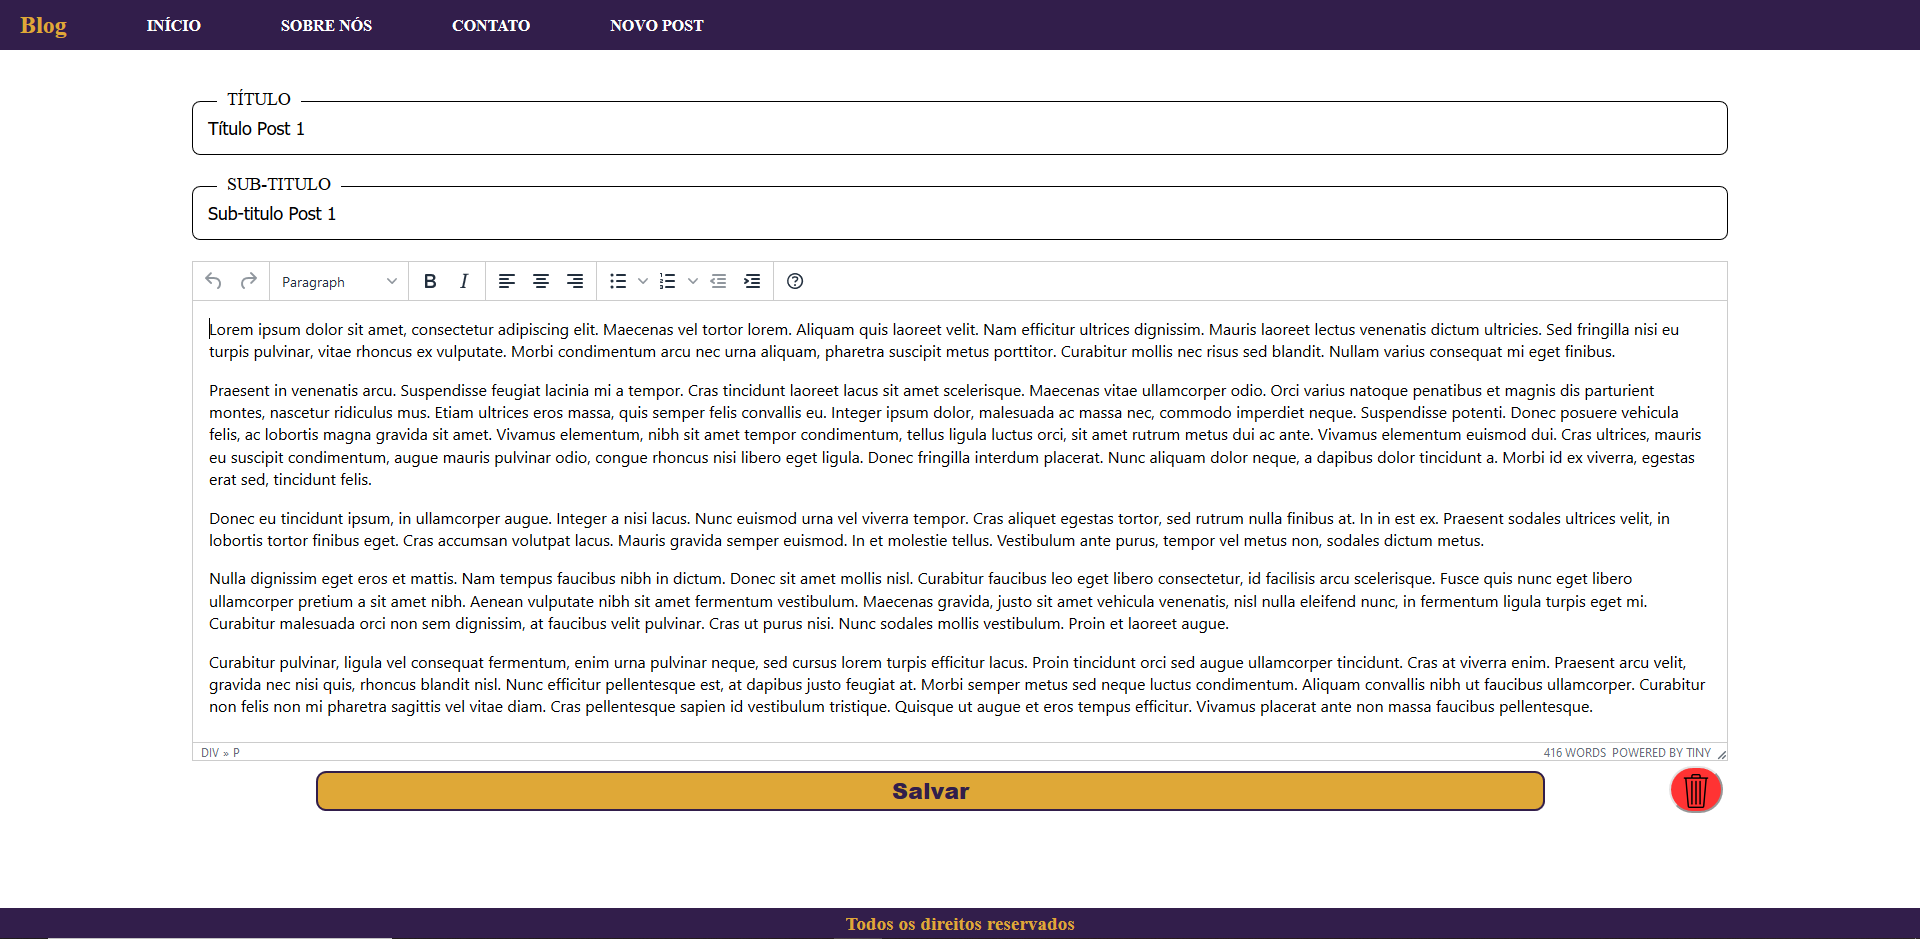 Blog INÍCIO SOBRE NÓS CONTATO NOVO POST
TÍTULO
Título Post 1
SUB-TITULO
Sub-titulo Post 1
Paragraph B I
Lorem ipsum dolor sit amet, consectetur adipiscing elit. Maecenas vel tortor lorem. Aliquam quis laoreet velit. Nam efficitur ultrices dignissim. Mauris laoreet lectus venenatis dictum ultricies. Sed fringilla nisi eu
turpis pulvinar, vitae rhoncus ex vulputate. Morbi condimentum arcu nec urna aliquam, pharetra suscipit metus porttitor. Curabitur mollis nec risus sed blandit. Nullam varius consequat mi eget finibus.
Praesent in venenatis arcu. Suspendisse feugiat lacinia mi a tempor. Cras tincidunt laoreet lacus sit amet scelerisque. Maecenas vitae ullamcorper odio. Orci varius natoque penatibus et magnis dis parturient
montes, nascetur ridiculus mus. Etiam ultrices eros massa, quis semper felis convallis eu. Integer ipsum dolor, malesuada ac massa nec, commodo imperdiet neque. Suspendisse potenti. Donec posuere vehicula
felis, ac lobortis magna gravida sit amet. Vivamus elementum, nibh sit amet tempor condimentum, tellus ligula luctus orci, sit amet rutrum metus dui ac ante. Vivamus elementum euismod dui. Cras ultrices, mauris
eu suscipit condimentum, augue mauris pulvinar odio, congue rhoncus nisi libero eget ligula. Donec fringilla interdum placerat. Nunc aliquam dolor neque, a dapibus dolor tincidunt a. Morbi id ex viverra, egestas
erat sed, tincidunt felis.
Donec eu tincidunt ipsum, in ullamcorper augue. Integer a nisi lacus. Nunc euismod urna vel viverra tempor. Cras aliquet egestas tortor, sed rutrum nulla finibus at. In in est ex. Praesent sodales ultrices velit, in
lobortis tortor finibus eget. Cras accumsan volutpat lacus. Mauris gravida semper euismod. In et molestie tellus. Vestibulum ante purus, tempor vel metus non, sodales dictum metus.
Nulla dignissim eget eros et mattis. Nam tempus faucibus nibh in dictum. Donec sit amet mollis nisl. Curabitur faucibus leo eget libero consectetur, id facilisis arcu scelerisque. Fusce quis nunc eget libero
ullamcorper pretium a sit amet nibh. Aenean vulputate nibh sit amet fermentum vestibulum. Maecenas gravida, justo sit amet vehicula venenatis, nisl nulla eleifend nunc, in fermentum ligula turpis eget mi.
Curabitur malesuada orci non sem dignissim, at faucibus velit pulvinar. Cras ut purus nisi. Nunc sodales mollis vestibulum. Proin et laoreet augue.
Curabitur pulvinar, ligula vel consequat fermentum, enim urna pulvinar neque, sed cursus lorem turpis efficitur lacus. Proin tincidunt orci sed augue ullamcorper tincidunt. Cras at viverra enim. Praesent arcu velit,
gravida nec nisi quis, rhoncus blandit nisl. Nunc efficitur pellentesque est, at dapibus justo feugiat at. Morbi semper metus sed neque luctus condimentum. Aliquam convallis nibh ut faucibus ullamcorper. Curabitur
non felis non mi pharetra sagittis vel vitae diam. Cras pellentesque sapien id vestibulum tristique. Quisque ut augue et eros tempus efficitur. Vivamus placerat ante non massa faucibus pellentesque.
DIV » P 416 WORDS POWERED BY TINY
Salvar
Todos os direitos reservados